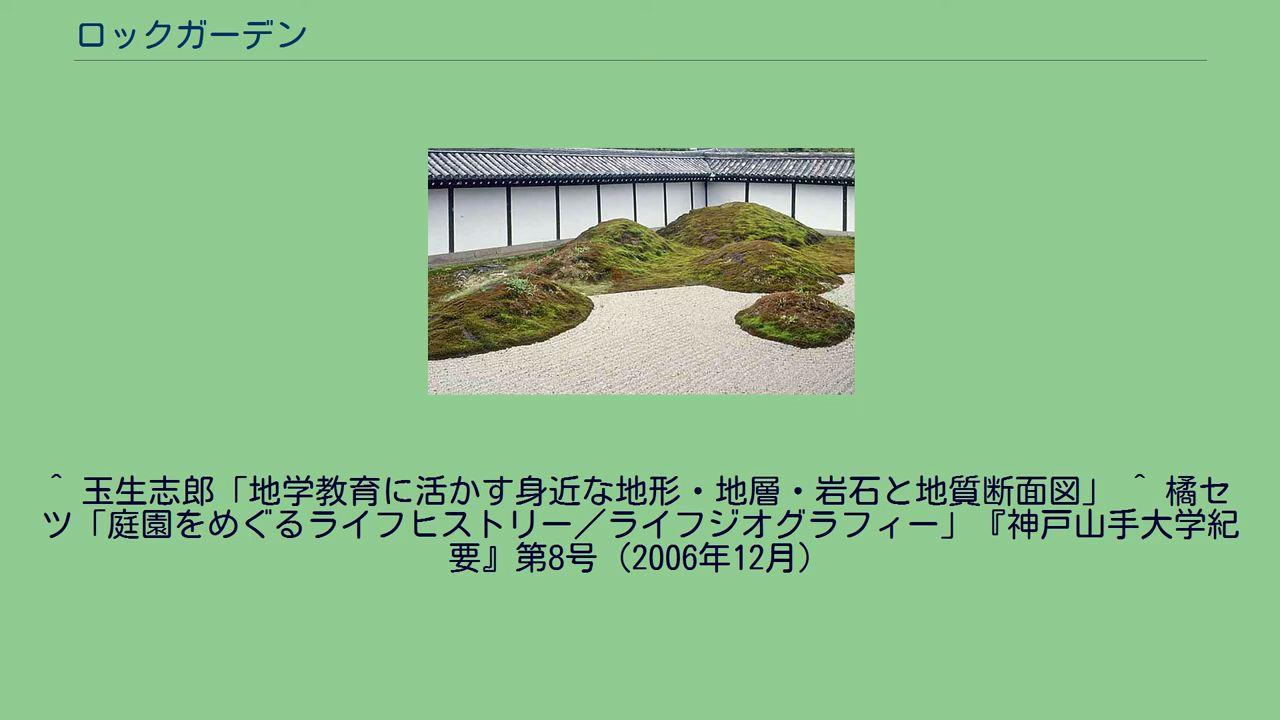 ロックガーデン
^ 玉生志郎「地学教育に活かす身近な地形・地層・岩石と地質断面図」 ^ 橘セ
ツ「庭園をめぐるライフヒストリー／ライフジオグラフィー」『神戸山手大学紀
要』第8号（2006年12月）